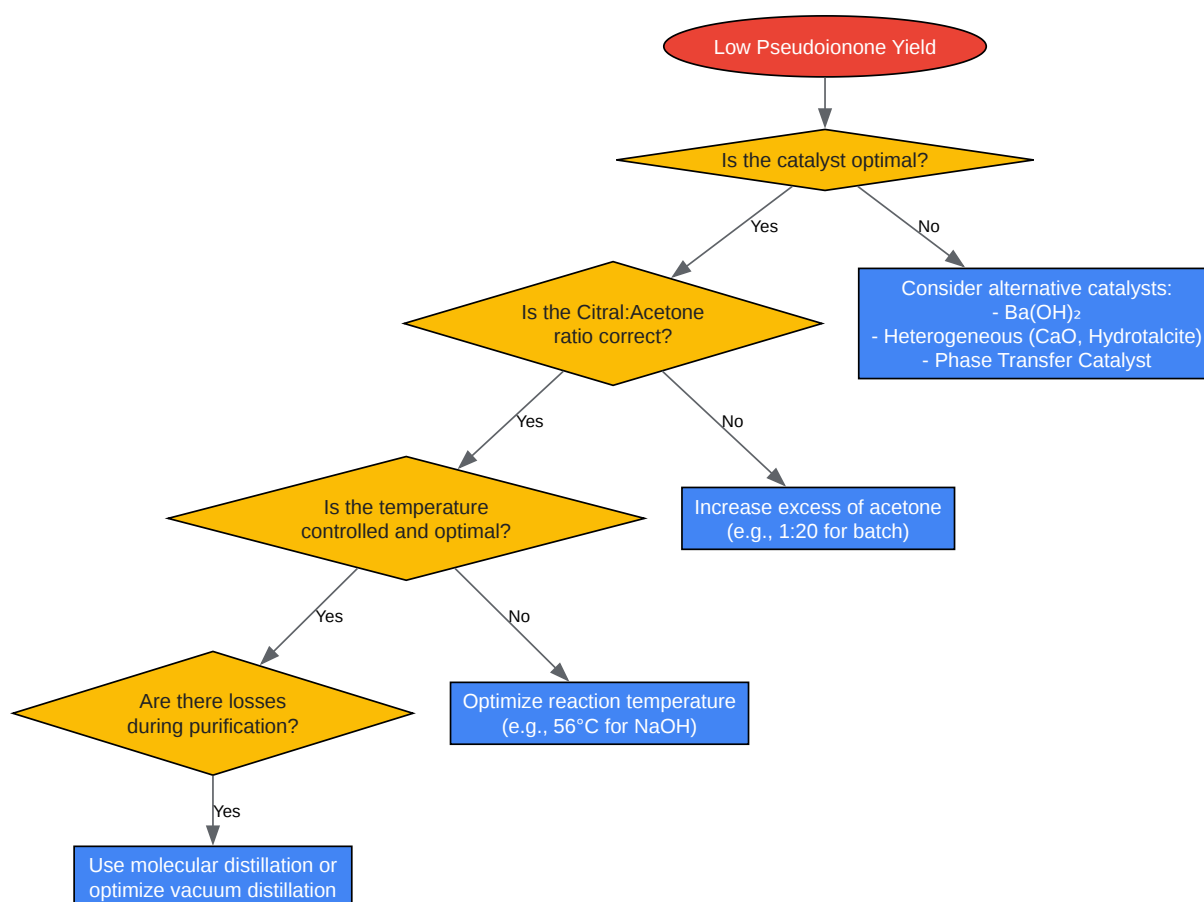 Low Pseudoionone Yield
Is the catalyst optimal?
Yes
No
Is the Citral:Acetone
ratio correct?
Consider alternative catalysts:
- Ba(OH)₂
- Heterogeneous (CaO, Hydrotalcite)
- Phase Transfer Catalyst
Yes
No
Is the temperature
controlled and optimal?
Increase excess of acetone
(e.g., 1:20 for batch)
Yes
No
Are there losses
during purification?
Optimize reaction temperature
(e.g., 56°C for NaOH)
Yes
Use molecular distillation or
optimize vacuum distillation